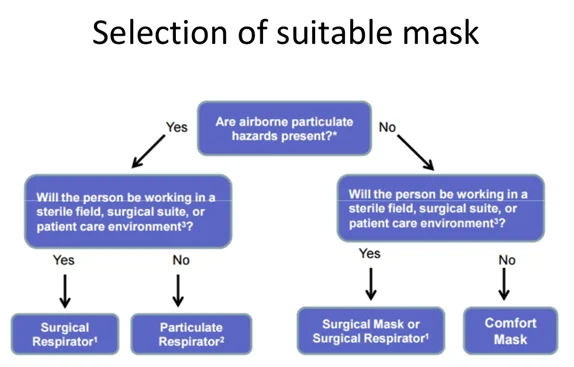 Selection of suitable mask
Yes
Are airborne particulate
hazards present?*
No
Will the person be working in a
sterile field, surgical suite, or
patient care environment³?
Will the person be working in a
sterile field, surgical suite, or
patient care environment³?
Yes
No
Yes
No
Surgical
Respirator¹
Particulate
Respirator²
Surgical Mask or
Surgical Respirator¹
Comfort
Mask